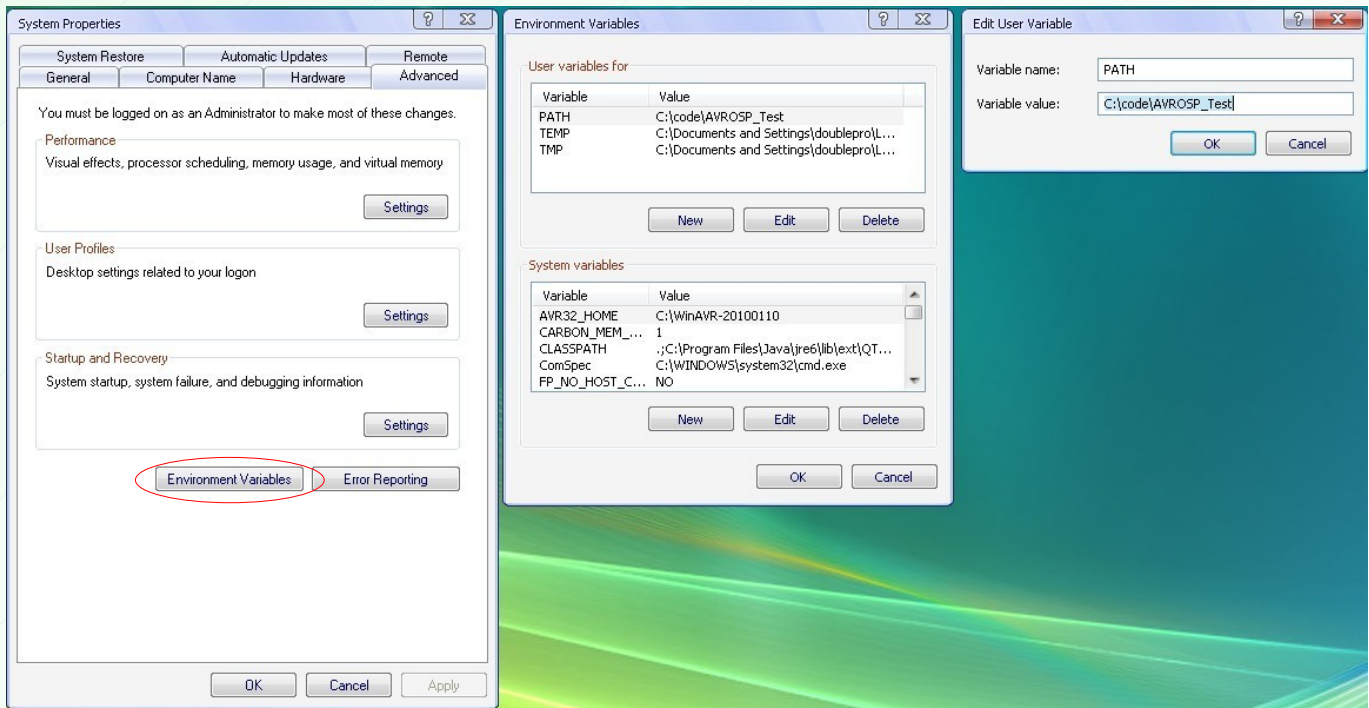 System Properties
System Restore Automatic Updates Remote
General Computer Name Hardware Advanced
You must be logged on as an Administrator to make most of these changes.
Performance
Visual effects, processor scheduling, memory usage, and virtual memory
Settings
User Profiles
Desktop settings related to your logon
Settings
Startup and Recovery
System startup, system failure, and debugging information
Settings
Environment Variables Error Reporting
OK Cancel Apply
Environment Variables
User variables for
Variable Value
PATH C:\code\AVROSP_Test
TEMP C:\Documents and Settings\doublepro\L...
TMP C:\Documents and Settings\doublepro\L...
New Edit Delete
System variables
Variable Value
AVR32_HOME C:\WinAVR-20100110
CARBON_MEM_... 1
CLASSPATH .;C:\Program Files\Java\jre6\lib\ext\QT...
ComSpec C:\WINDOWS\system32\cmd.exe
FP_NO_HOST_C... NO
New Edit Delete
OK Cancel
Edit User Variable
Variable name: PATH
Variable value: C:\code\AVROSP_Test
OK Cancel